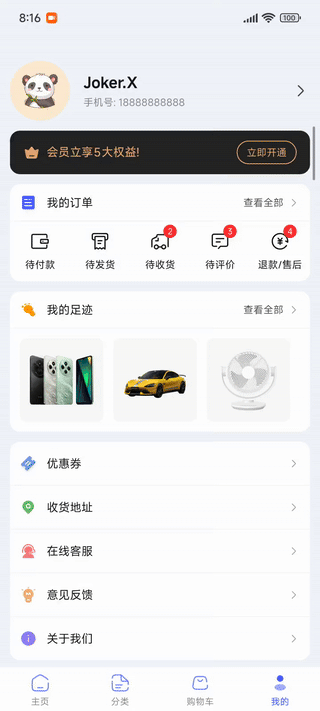 8:16
100
Joker.X
手机号: 18888888888
会员立享5大权益!
立即开通
我的订单
查看全部
2
3
4
待付款
待发货
待收货
待评价
退款/售后
我的足迹
查看全部
优惠券
收货地址
在线客服
意见反馈
关于我们
主页
分类
购物车
我的